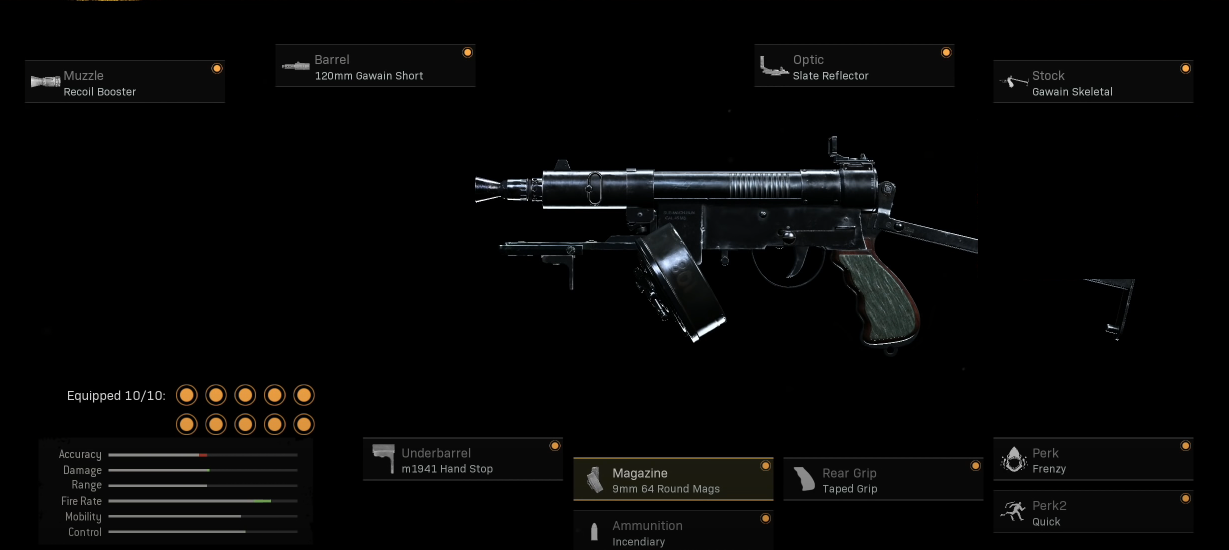 Muzzle
Recoil Booster
Barrel
120mm Gawain Short
Optic
Slate Reflector
Stock
Gawain Skeletal
Equipped 10/10:
Accuracy
Damage
Range
Fire Rate
Mobility
Control
Underbarrel
m1941 Hand Stop
Magazine
9mm 64 Round Mags
Ammunition
Incendiary
Rear Grip
Taped Grip
Perk
Frenzy
Perk2
Quick